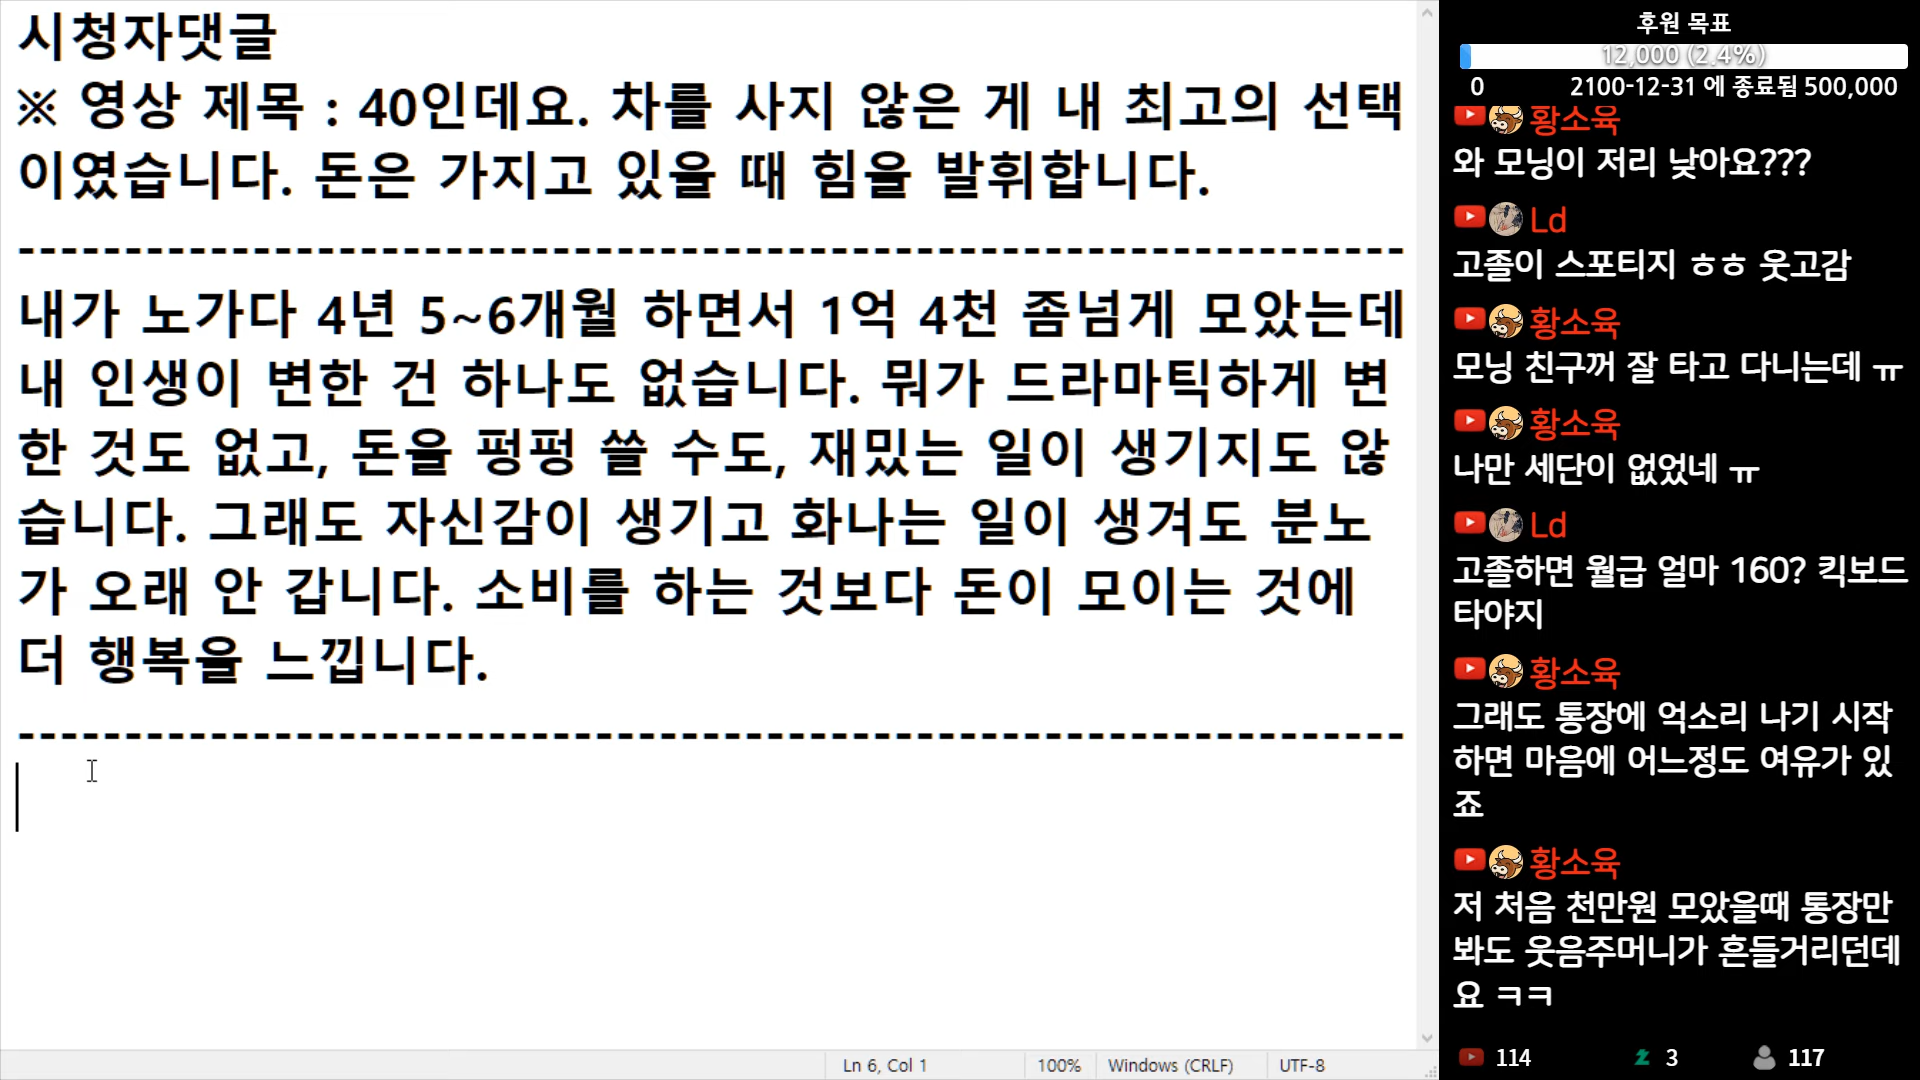 시청자댓글
※ 영상 제목 : 40인데요. 차를 사지 않은 게 내 최고의 선택
이였습니다. 돈은 가지고 있을 때 힘을 발휘합니다.
------------------------------------------------------------------
내가 노가다 4년 5~6개월 하면서 1억 4천 좀넘게 모았는데
내 인생이 변한 건 하나도 없습니다. 뭐가 드라마틱하게 변
한 것도 없고, 돈을 펑펑 쓸 수도, 재밌는 일이 생기지도 않
습니다. 그래도 자신감이 생기고 화나는 일이 생겨도 분노
가 오래 안 갑니다. 소비를 하는 것보다 돈이 모이는 것에
더 행복을 느낍니다.
------------------------------------------------------------------
Ln 6, Col 1
100%
Windows (CRLF)
UTF-8
후원 목표
12,000 (2.4%)
0
2100-12-31 에 종료됨 500,000
황소육
와 모닝이 저리 낮아요???
Ld
고졸이 스포티지 ㅎㅎ 웃고감
황소육
모닝 친구꺼 잘 타고 다니는데 ㅠ
황소육
나만 세단이 없었네 ㅠ
Ld
고졸하면 월급 얼마 160? 킥보드
타야지
황소육
그래도 통장에 억소리 나기 시작
하면 마음에 어느정도 여유가 있
죠
황소육
저 처음 천만원 모았을때 통장만
봐도 웃음주머니가 흔들거리던데
요 ㅋㅋ
114
3
117